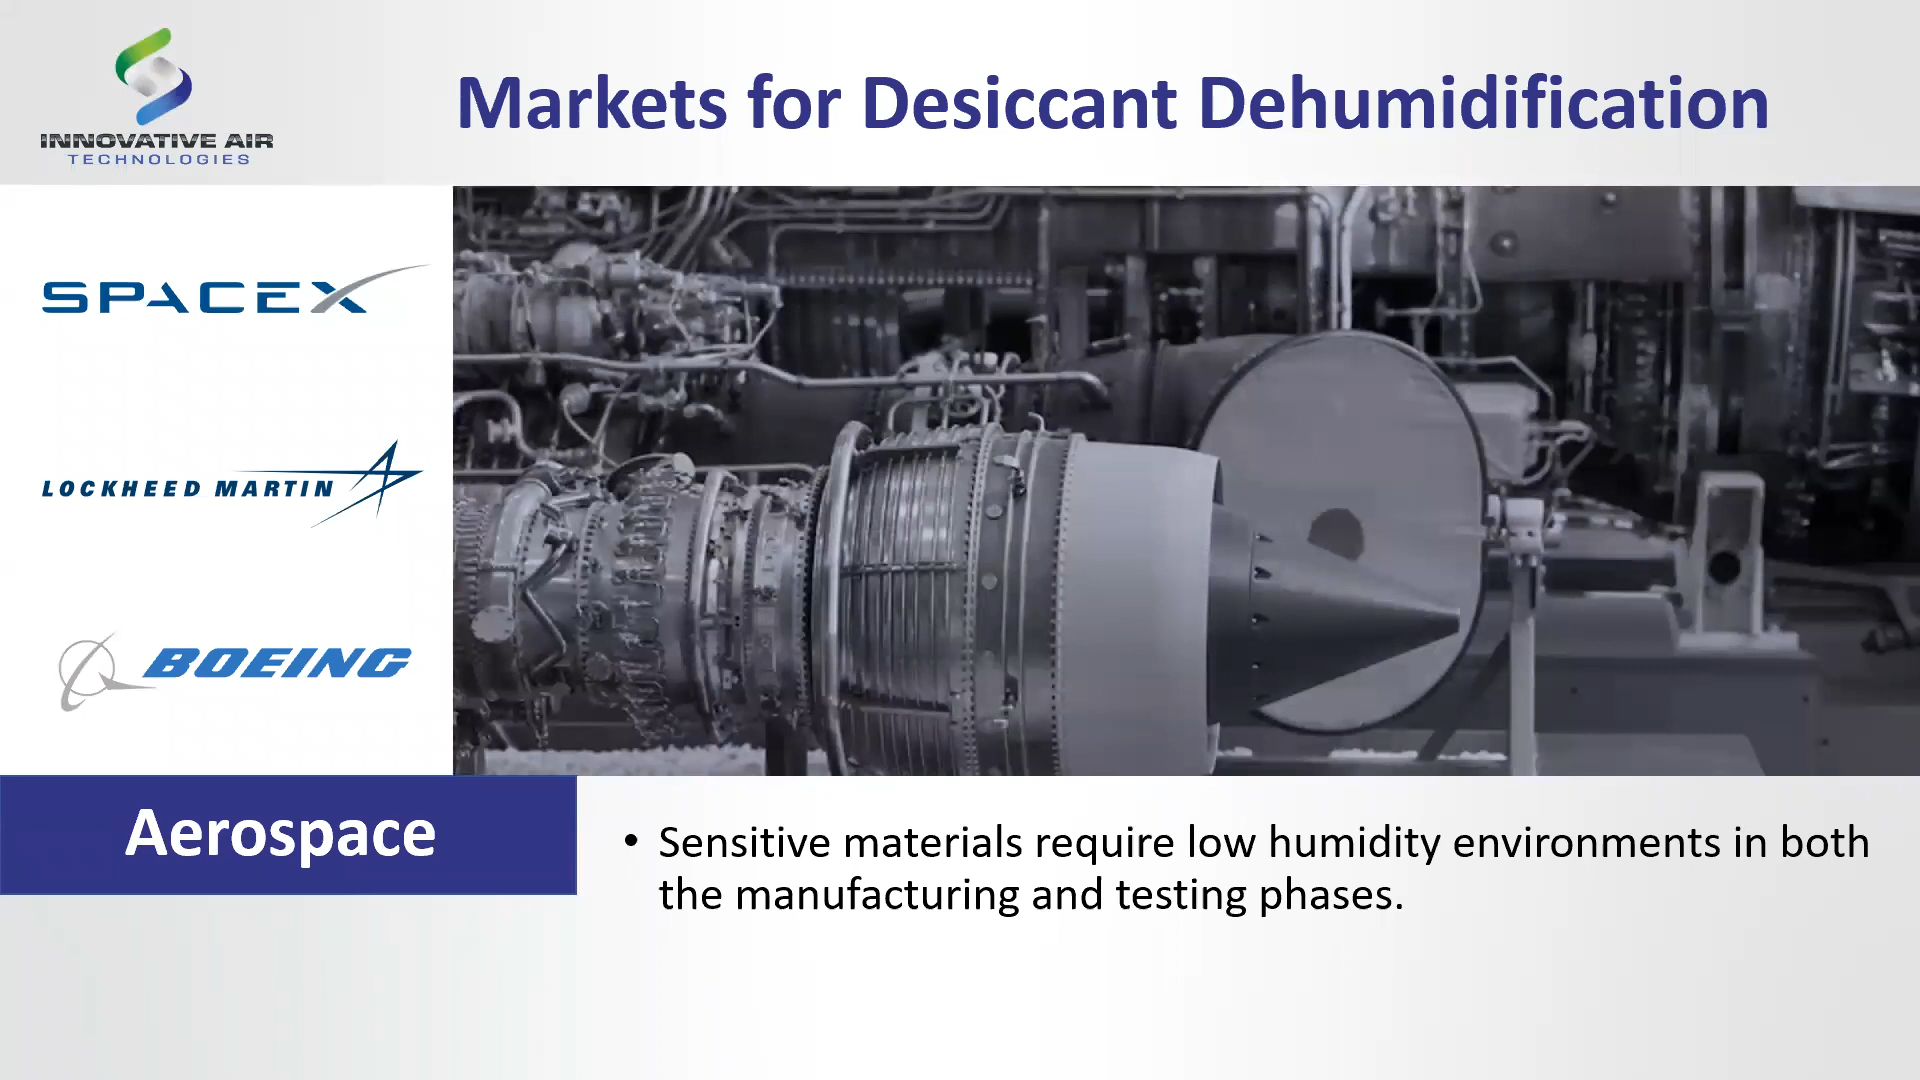 INNOVATIVE AIR
TECHNOLOGIES
Markets for Desiccant Dehumidification
SPACEX
LOCKHEED MARTIN
BOEING
Aerospace
• Sensitive materials require low humidity environments in both
the manufacturing and testing phases.